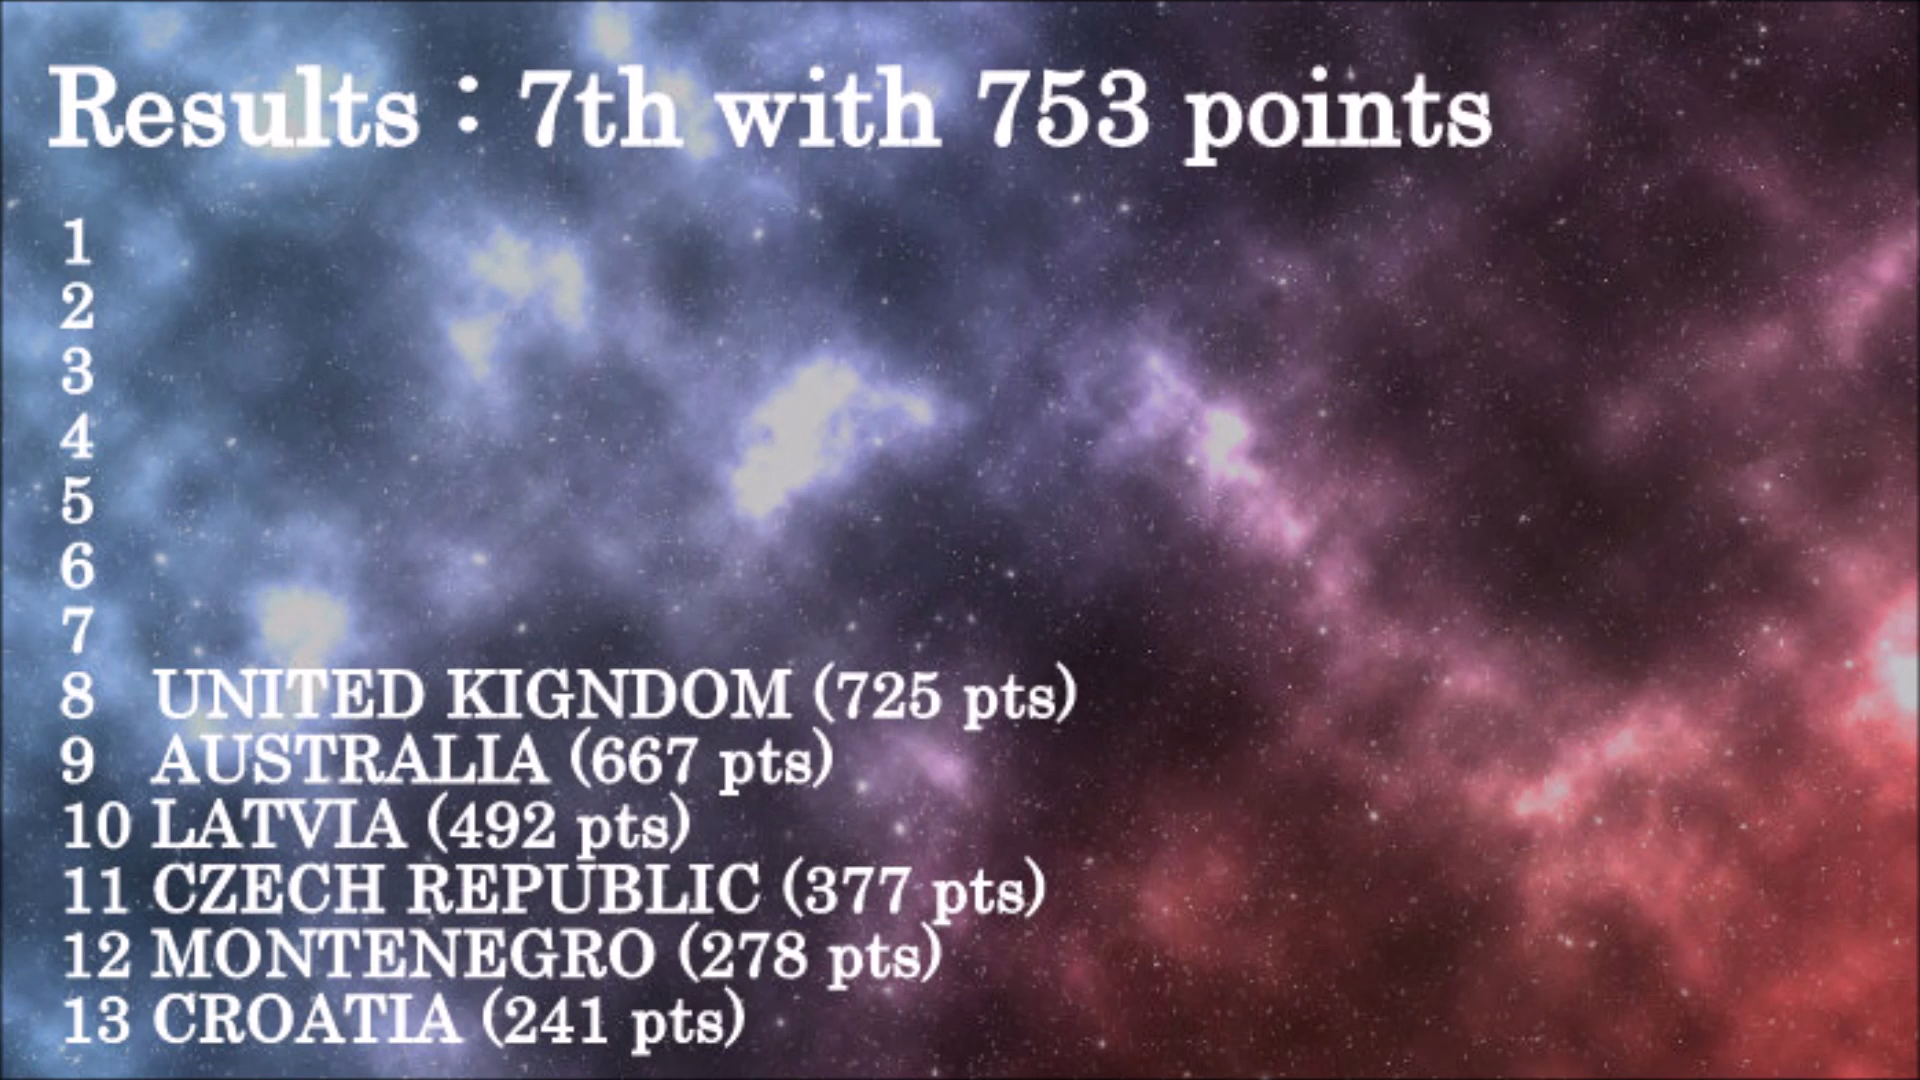 Results : 7th with 753 points
1
2
3
4
5
6
7
8 UNITED KIGNDOM (725 pts)
9 AUSTRALIA (667 pts)
10 LATVIA (492 pts)
11 CZECH REPUBLIC (377 pts)
12 MONTENEGRO (278 pts)
13 CROATIA (241 pts)